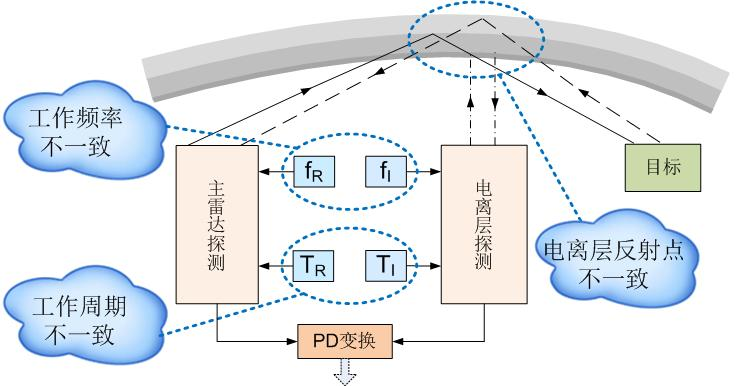 工作频率
不一致
f_R
f_I
主雷达探测
电离层探测
目标
电离层反射点
不一致
T_R
T_I
工作周期
不一致
PD变换